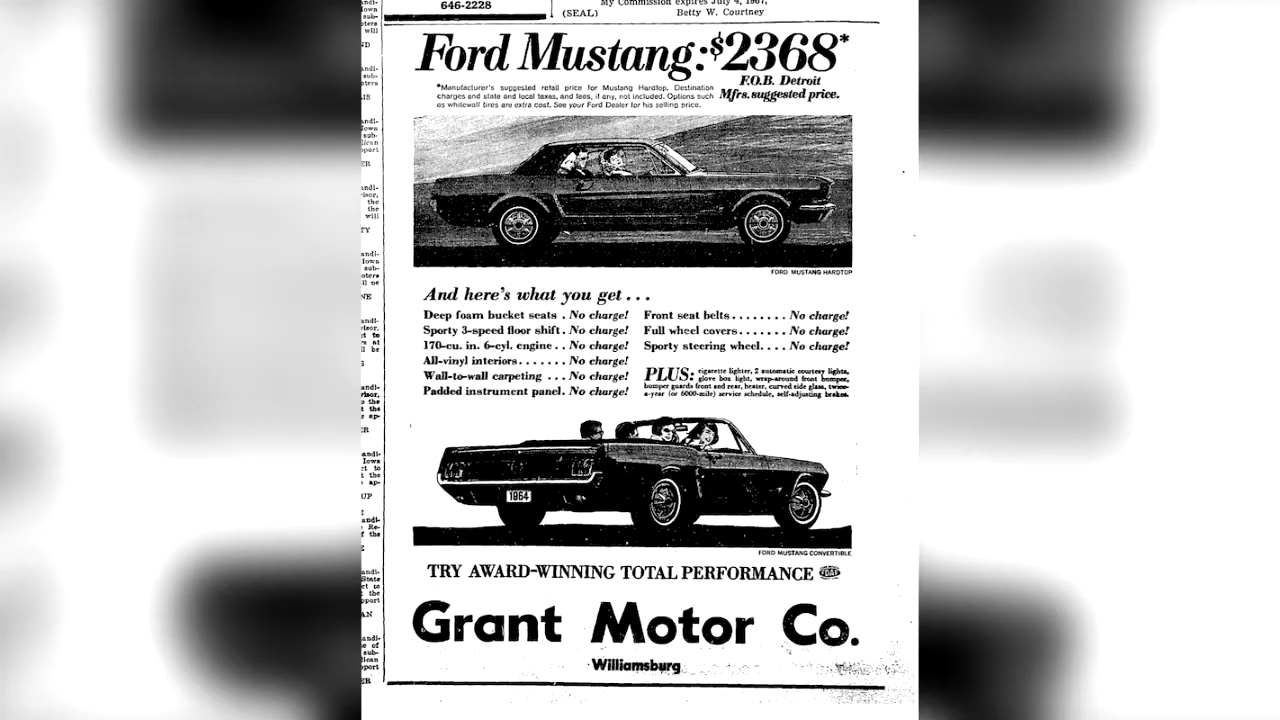 646-2228
My Commission expires July 4, 1967,
(SEAL) Betty W. Courtney
Ford Mustang: $2368*
*Manufacturer's suggested retail price for Mustang Hardtop. Destination
charges and state and local taxes, and fees, if any, not included. Options such
as whitewall tires are extra cost. See your Ford Dealer for his selling price.
F.O.B. Detroit
Mfrs. suggested price.
FORD MUSTANG HARDTOP
And here's what you get . . .
Deep foam bucket seats . No charge!
Sporty 3-speed floor shift. No charge!
170-cu. in. 6-cyl. engine . . No charge!
All-vinyl interiors. . . . . . . No charge!
Wall-to-wall carpeting . . . No charge!
Padded instrument panel. No charge!
Front seat belts . . . . . . . . No charge!
Full wheel covers. . . . . . . No charge!
Sporty steering wheel. . . . No charge!
PLUS: cigarette lighter, 2 automatic courtesy lights,
glove box light, wrap-around front bumper,
bumper guards front and rear, heater, curved side glass, twice-
a-year (or 6000-mile) service schedule, self-adjusting brakes.
1964
FORD MUSTANG CONVERTIBLE
TRY AWARD-WINNING TOTAL PERFORMANCE
Grant Motor Co.
Williamsburg